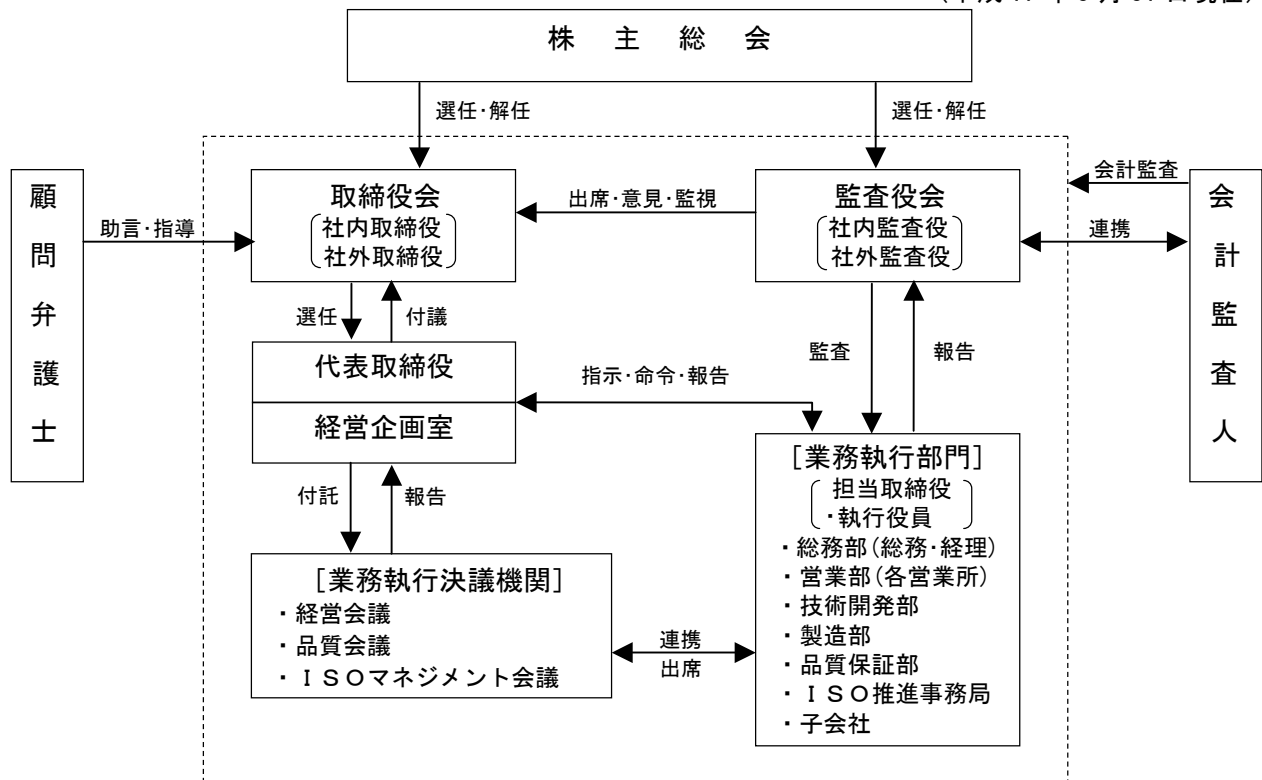 株主総会
選任・解任
選任・解任
顧問弁護士
助言・指導
取締役会
社内取締役
社外取締役
出席・意見・監視
監査役会
社内監査役
社外監査役
会計監査
連携
会計監査人
選任
付議
代表取締役
経営企画室
指示・命令・報告
監査
報告
付託
報告
[業務執行決議機関]
・経営会議
・品質会議
・ISOマネジメント会議
連携
出席
[業務執行部門]
担当取締役
・執行役員
・総務部(総務・経理)
・営業部(各営業所)
・技術開発部
・製造部
・品質保証部
・ISO推進事務局
・子会社